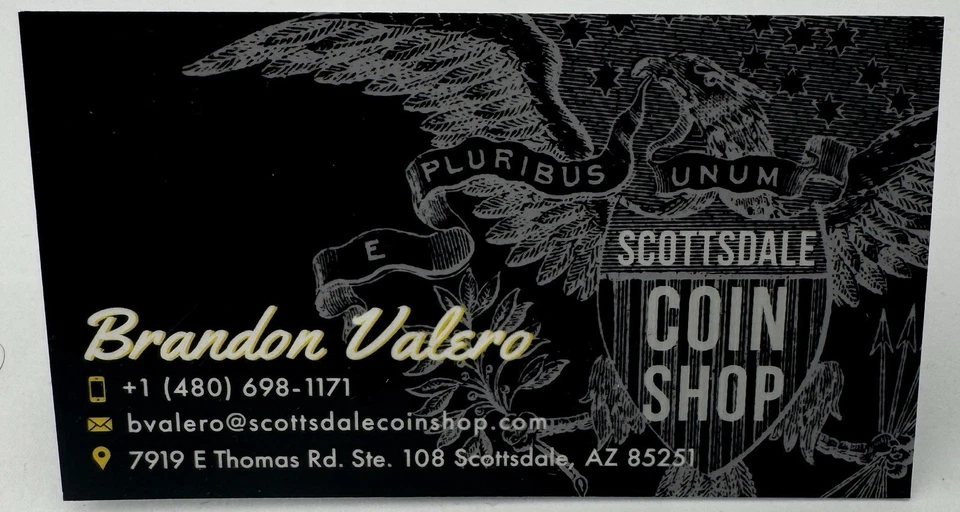 E PLURIBUS UNUM
SCOTTSDALE
COIN
SHOP
Brandon Valero
+1 (480) 698-1171
bvalero@scottsdalecoinshop.com
7919 E Thomas Rd. Ste. 108 Scottsdale, AZ 85251